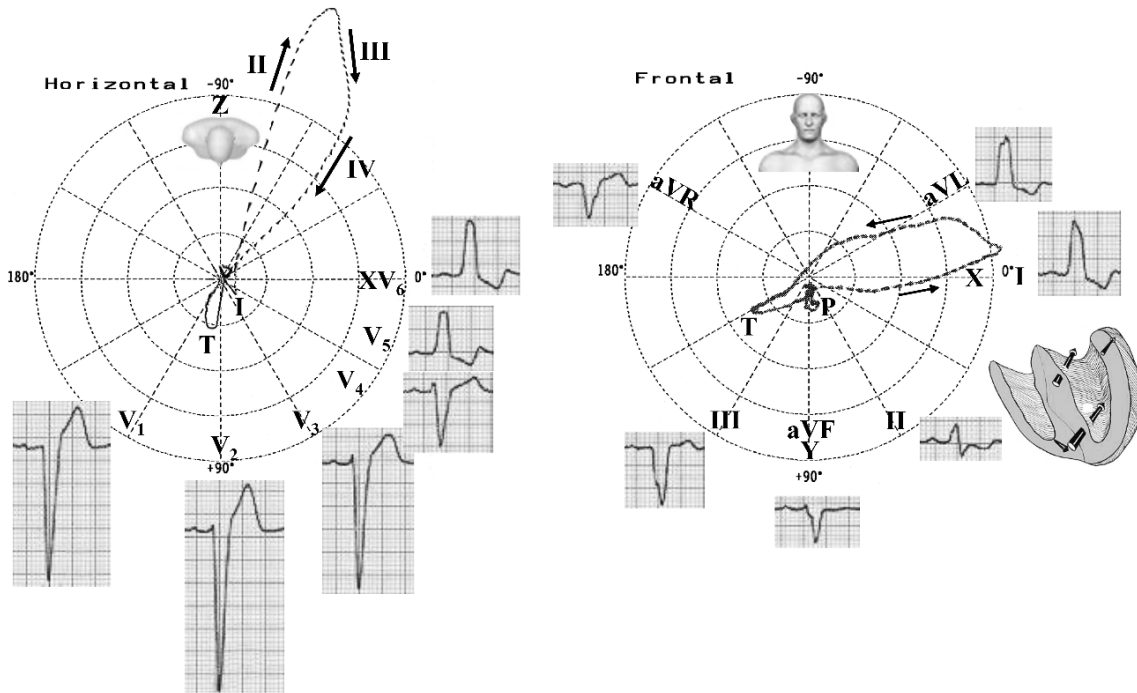 II
III
Horizontal
-90°
Z
IV
180°
XV6
0°
I
T
V5
V4
V1
V3
V2
+90°
Frontal
-90°
aVR
aVL
180°
0°
X
I
P
T
III
aVF
II
Y
+90°